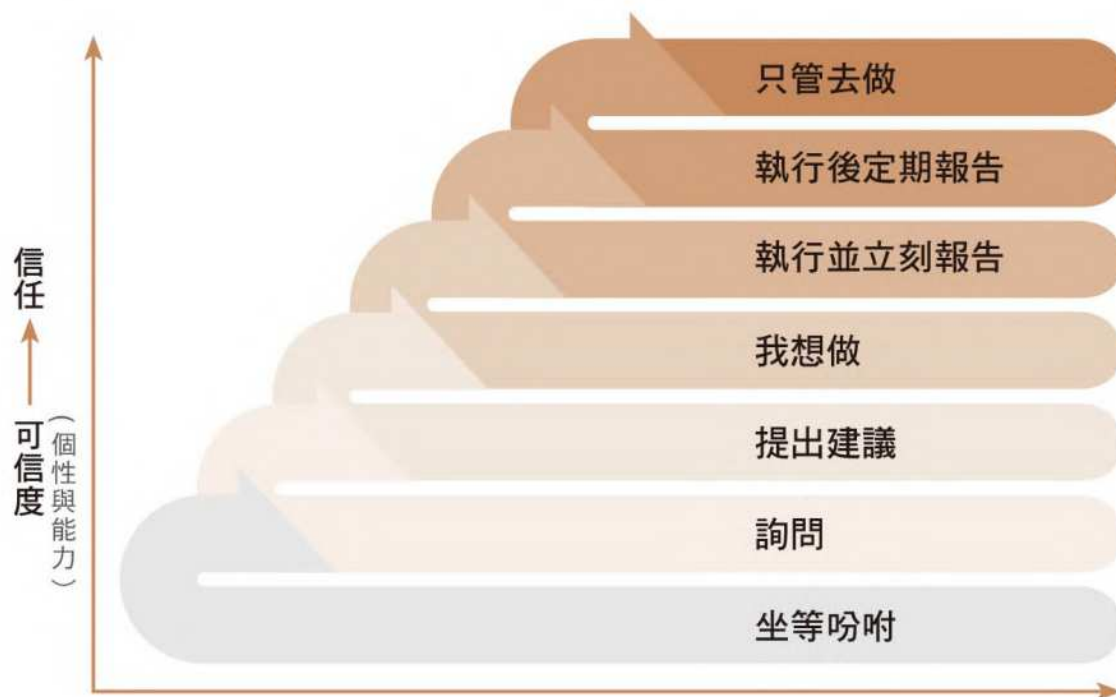 只管去做
執行後定期報告
執行並立刻報告
我想做
提出建議
詢問
坐等吩咐
信任
可信度
（個性與能力）